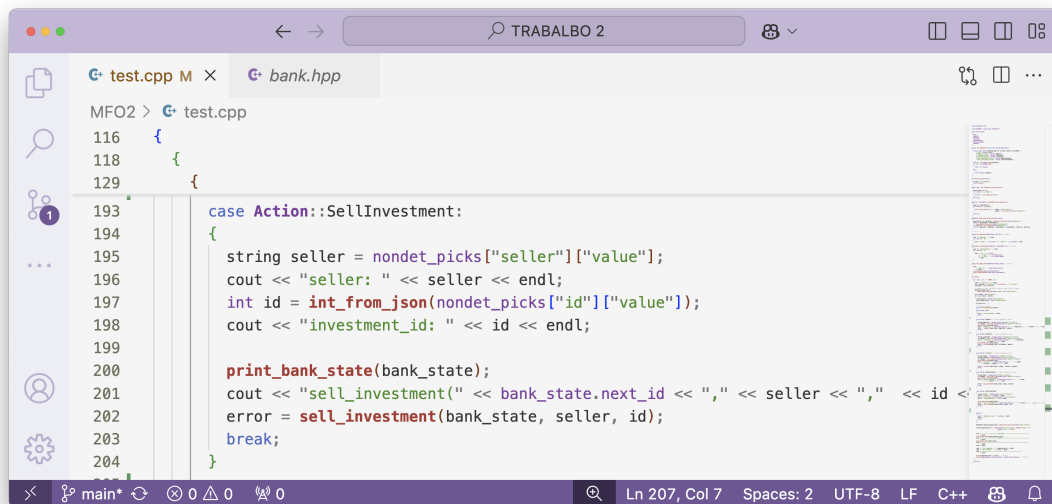 TRABALBO 2
test.cpp M
bank.hpp
MFO2 > test.cpp
116 {
118 {
129 {
193 case Action::SellInvestment:
194 {
195 string seller = nondet_picks["seller"]["value"];
196 cout << "seller: " << seller << endl;
197 int id = int_from_json(nondet_picks["id"]["value"]);
198 cout << "investment_id: " << id << endl;
199
200 print_bank_state(bank_state);
201 cout << "sell_investment(" << bank_state.next_id << "," << seller << "," << id <
202 error = sell_investment(bank_state, seller, id);
203 break;
204 }
1
main* 0 0 0 Ln 207, Col 7 Spaces: 2 UTF-8 LF C++